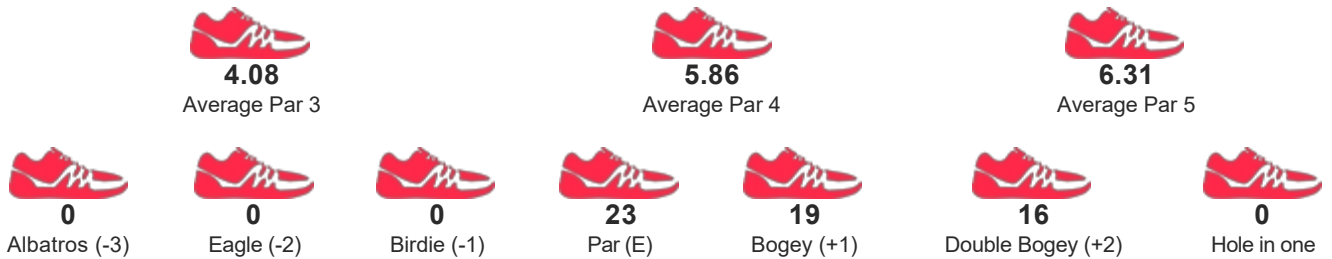 4.08 5.86 6.31
Average Par 3 Average Par 4 Average Par 5
0 0 0 23 19 16 0
Albatros (-3) Eagle (-2) Birdie (-1) Par (E) Bogey (+1) Double Bogey (+2) Hole in one